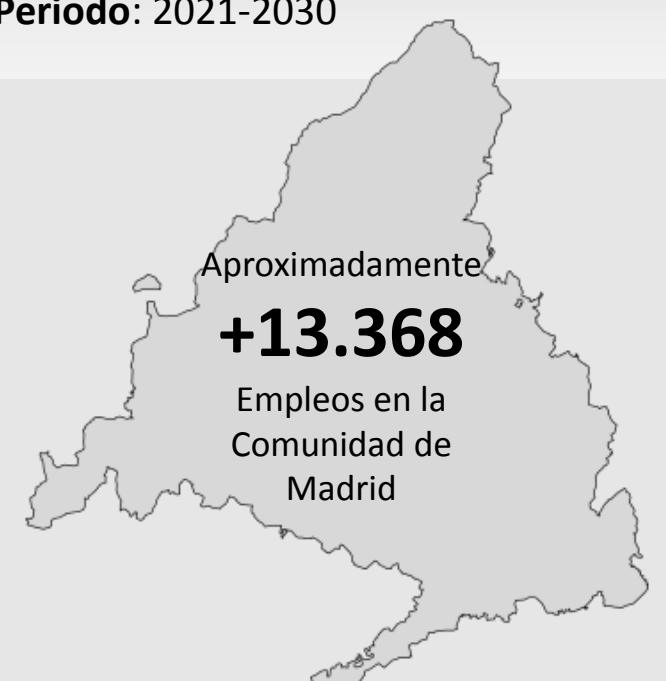 Periodo: 2021-2030
Aproximadamente
+13.368
Empleos en la
Comunidad de
Madrid